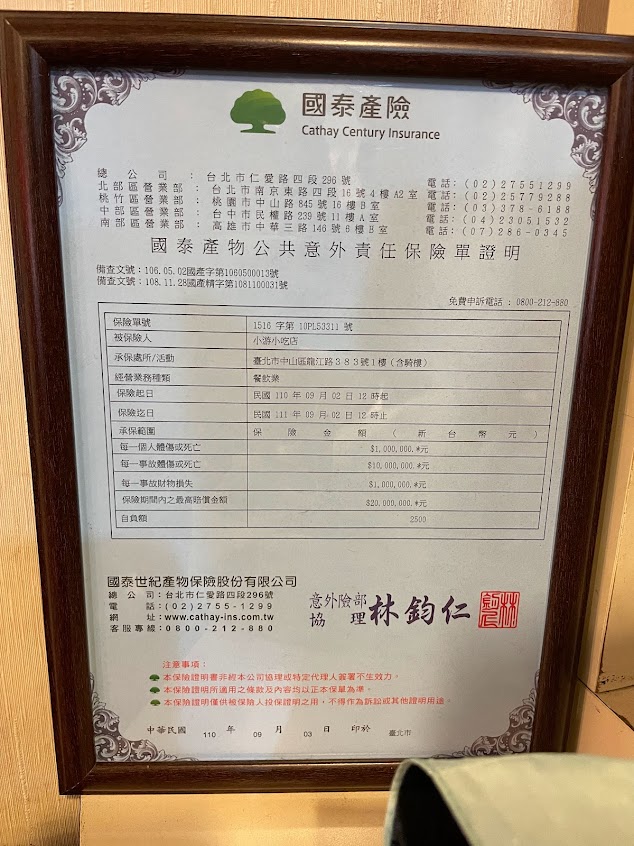 國泰產險
Cathay Century Insurance
總公司：台北市仁愛路四段296號 電話：(02)27551299
北部區營業部：台北市南京東路四段16號4樓A2室 電話：(02)25779288
桃竹區營業部：桃園市中山路845號16樓B室 電話：(03)378-6188
中部區營業部：台中市民權路239號11樓A室 電話：(04)23051532
南部區營業部：高雄市中華三路146號6樓B室 電話：(07)286-0345
國泰產物公共意外責任保險單證明
備查文號：106.05.02國產字第1060500013號
備查文號：108.11.28國產精字第1081100031號
免費申訴電話：0800-212-880
保險單號 1516 字第 10PL53311 號
被保險人 小游小吃店
承保處所/活動 臺北市中山區龍江路383號1樓（含騎樓）
經營業務種類 餐飲業
保險起日 民國 110 年 09 月 02 日 12 時起
保險迄日 民國 111 年 09 月 02 日 12 時止
承保範圍 保險金額（新台幣元）
每一個人體傷或死亡 $1,000,000.*元
每一事故體傷或死亡 $10,000,000.*元
每一事故財物損失 $1,000,000.*元
保險期間內之最高賠償金額 $20,000,000.*元
自負額 2500
國泰世紀產物保險股份有限公司
總公司：台北市仁愛路四段296號
電話：(02)2755-1299
網址：www.cathay-ins.com.tw
客服專線：0800-212-880
意外險部
協理 林鈞仁
注意事項：
本保險證明書非經本公司協理或特定代理人簽署不生效力。
本保險證明所適用之條款及內容均以正本保單為準。
本保險證明僅供被保險人投保證明之用，不得作為訴訟或其他證明用途。
中華民國 110 年 09 月 03 日 印於 臺北市